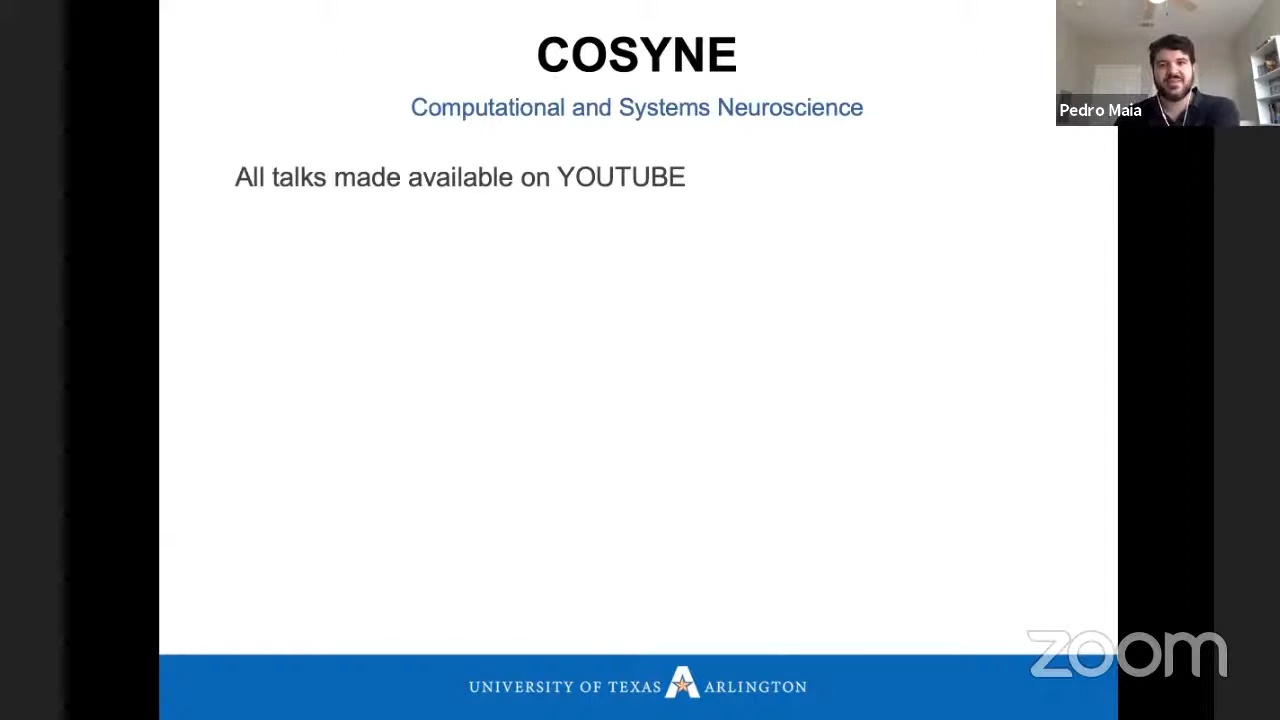 COSYNE
Computational and Systems Neuroscience
Pedro Maia
All talks made available on YOUTUBE
zoom
UNIVERSITY OF TEXAS A ARLINGTON